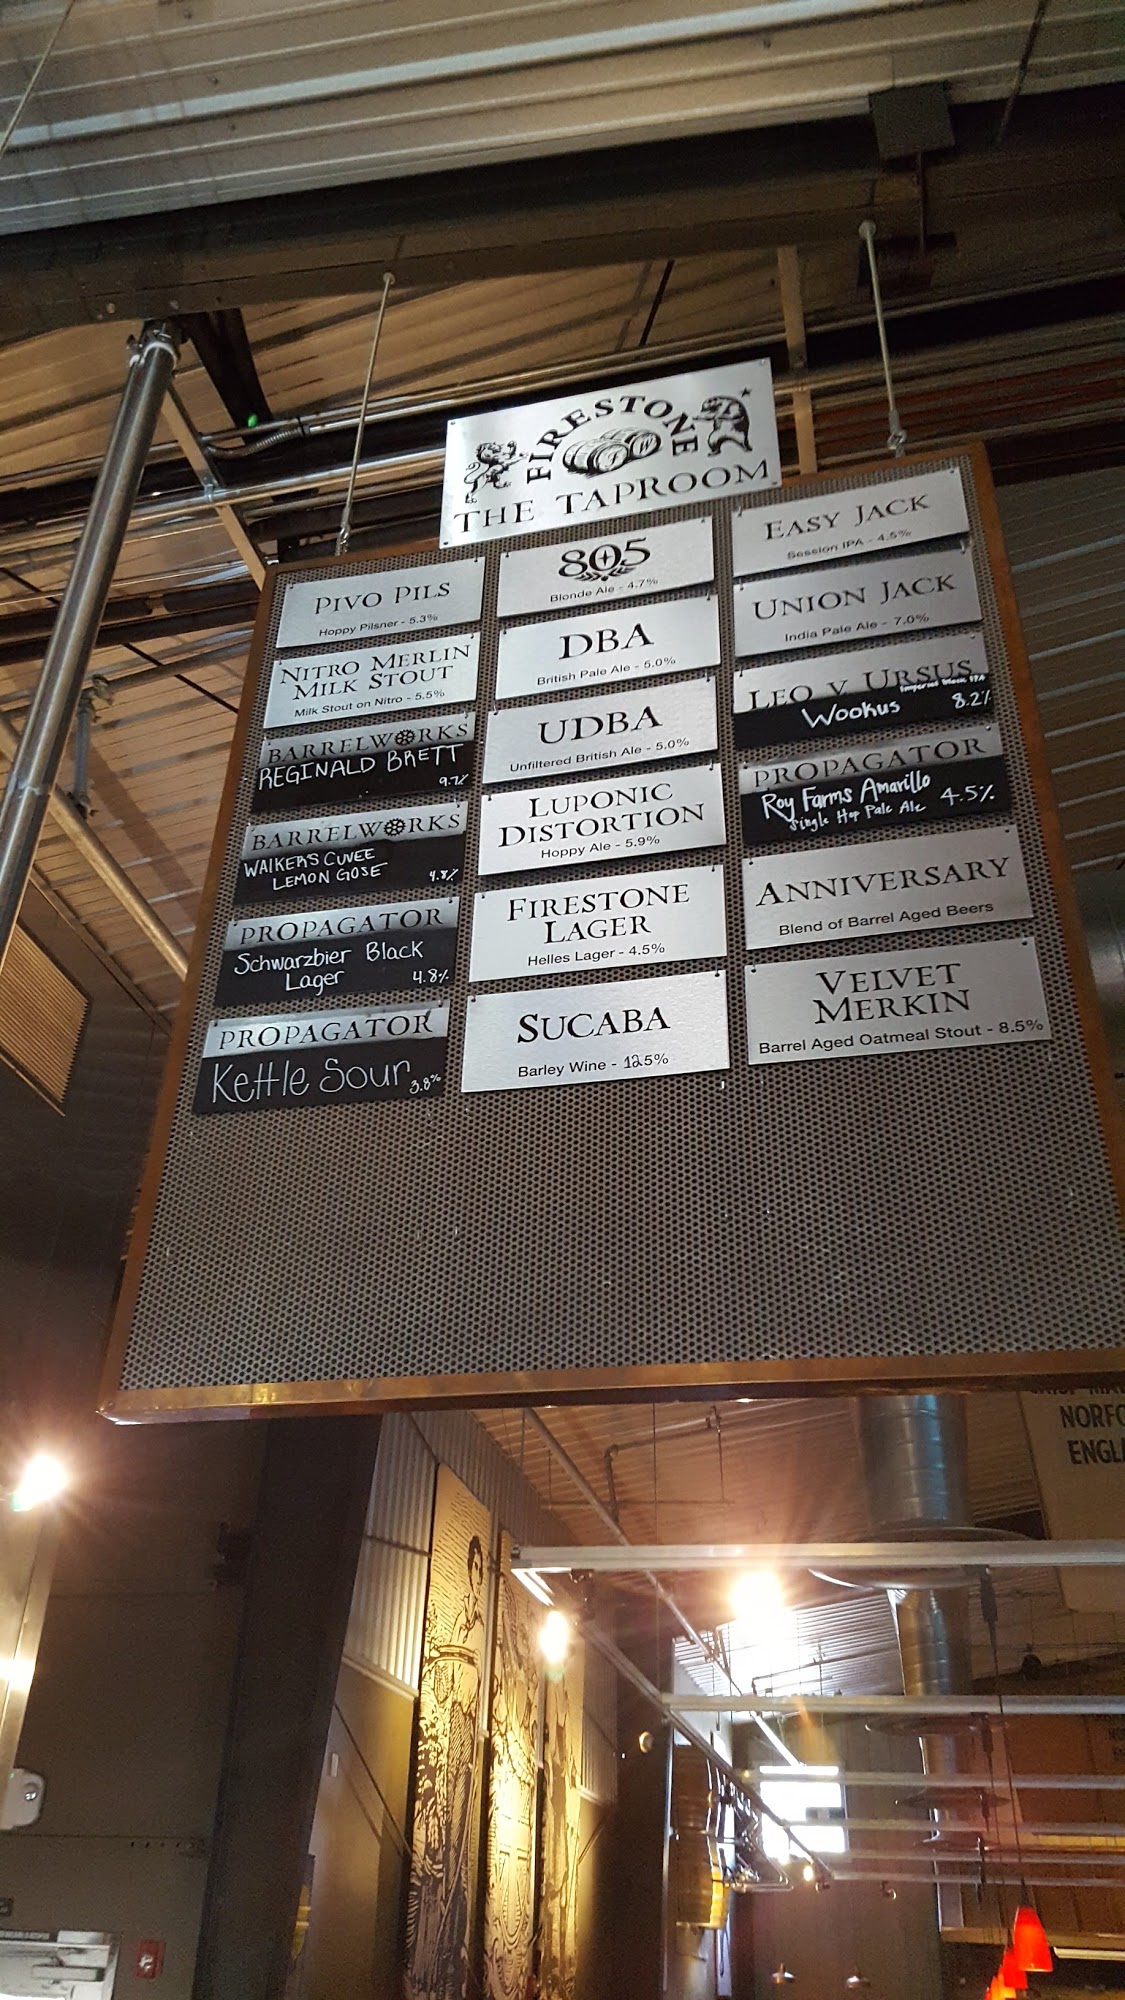 FIRESTONE
F W
THE TAPROOM
PIVO PILS
Hoppy Pilsner - 5.3%
NITRO MERLIN
MILK STOUT
Milk Stout on Nitro - 5.5%
BARRELWORKS
REGINALD BRETT
9.7%
BARRELWORKS
WALKER'S CUVEE
LEMON GOSE 4.8%
PROPAGATOR
Schwarzbier Black
Lager 4.8%
PROPAGATOR
Kettle Sour 3.8%
805
Blonde Ale - 4.7%
DBA
British Pale Ale - 5.0%
UDBA
Unfiltered British Ale - 5.0%
LUPONIC
DISTORTION
Hoppy Ale - 5.9%
FIRESTONE
LAGER
Helles Lager - 4.5%
SUCABA
Barley Wine - 12.5%
EASY JACK
Session IPA - 4.5%
UNION JACK
India Pale Ale - 7.0%
LEO V. URSUS
Imperial Black IPA
Wookus 8.2%
PROPAGATOR
Roy Farms Amarillo
Single Hop Pale Ale 4.5%
ANNIVERSARY
Blend of Barrel Aged Beers
VELVET
MERKIN
Barrel Aged Oatmeal Stout - 8.5%